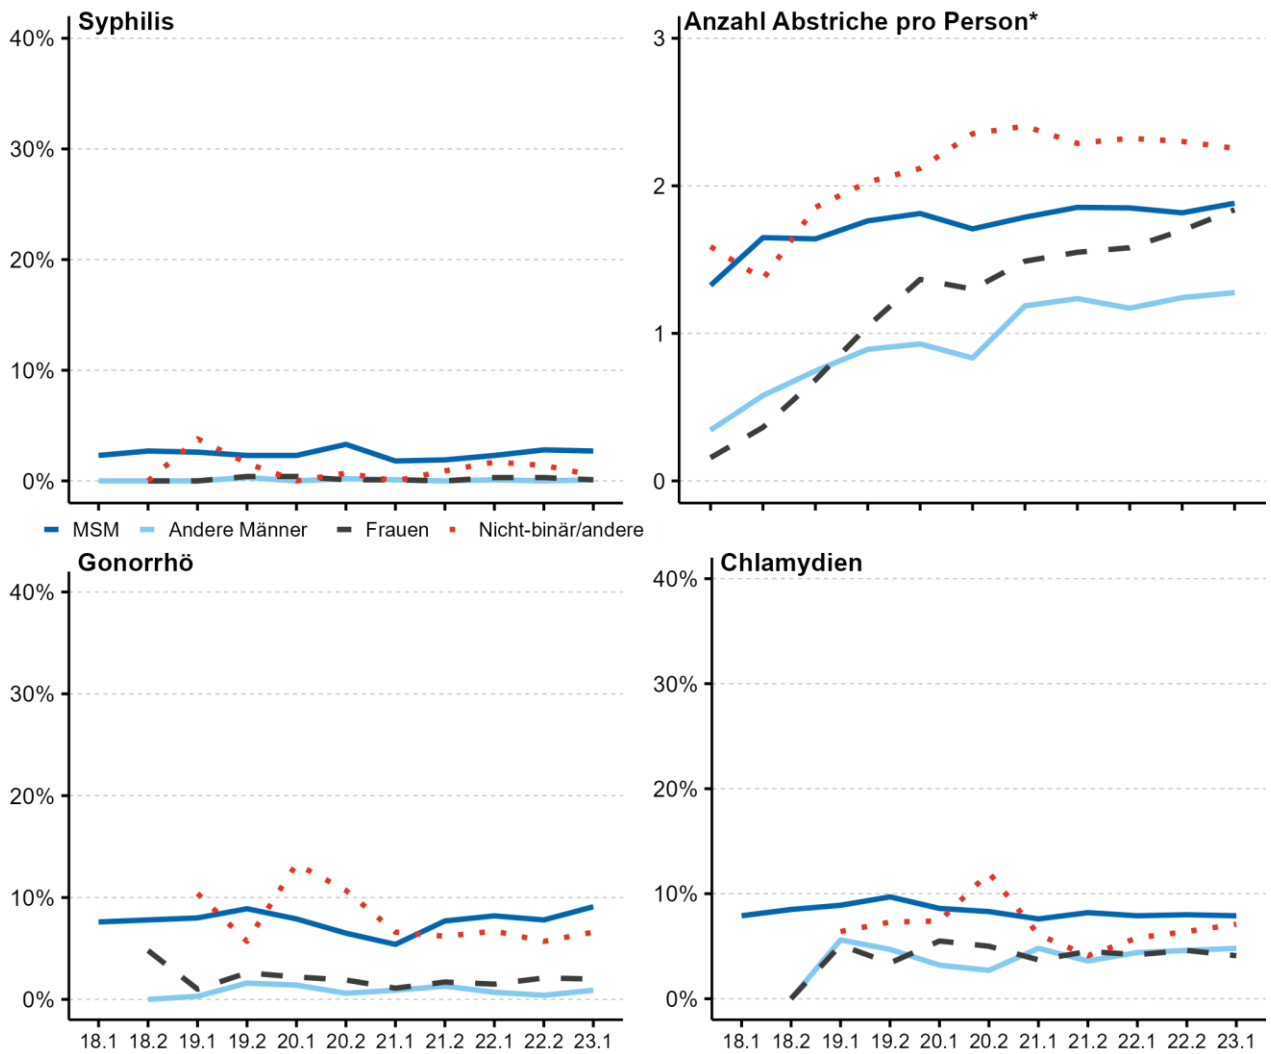 Syphilis
40%
30%
20%
10%
0%
Anzahl Abstriche pro Person*
3
2
1
0
MSM Andere Männer Frauen Nicht-binär/andere
Gonorrhö
40%
30%
20%
10%
0%
18.1 18.2 19.1 19.2 20.1 20.2 21.1 21.2 22.1 22.2 23.1
Chlamydien
40%
30%
20%
10%
0%
18.1 18.2 19.1 19.2 20.1 20.2 21.1 21.2 22.1 22.2 23.1